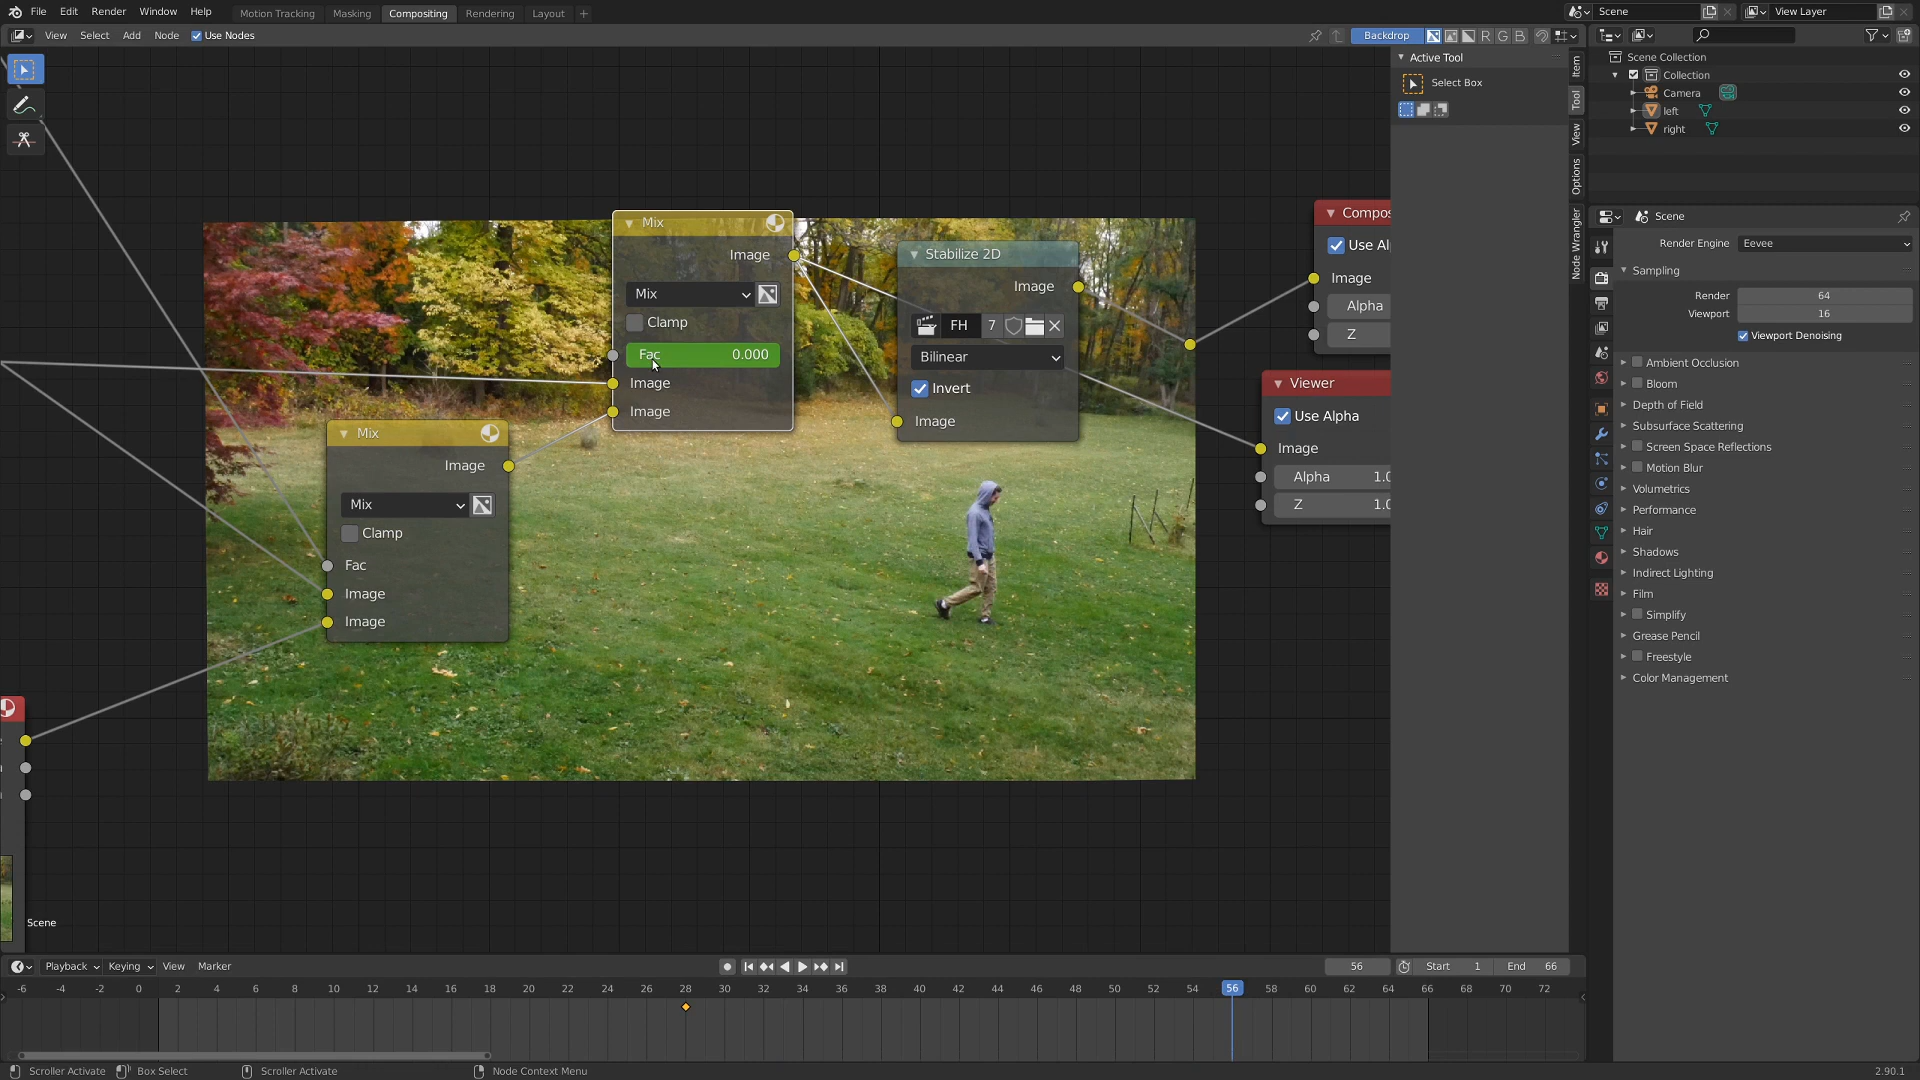 File Edit Render Window Help Motion Tracking Masking Compositing Rendering Layout + Scene View Layer
View Select Add Node Use Nodes Backdrop R G B
Active Tool
Select Box
Item
Tool
View
Options
Node Wrangler
Scene Collection
Collection
Camera
left
right
Scene
Render Engine Eevee
Sampling
Render 64
Viewport 16
Viewport Denoising
Ambient Occlusion
Bloom
Depth of Field
Subsurface Scattering
Screen Space Reflections
Motion Blur
Volumetrics
Performance
Hair
Shadows
Indirect Lighting
Film
Simplify
Grease Pencil
Freestyle
Color Management
Mix
Image
Mix
Clamp
Fac 0.000
Image
Image
Stabilize 2D
Image
FH 7
Bilinear
Invert
Image
Compos
Use Al
Image
Alpha
Z
Viewer
Use Alpha
Image
Alpha 1.0
Z 1.0
Mix
Image
Mix
Clamp
Fac
Image
Image
Scene
Playback Keying View Marker 56 Start 1 End 66
-6 -4 -2 0 2 4 6 8 10 12 14 16 18 20 22 24 26 28 30 32 34 36 38 40 42 44 46 48 50 52 54 56 58 60 62 64 66 68 70 72
Scroller Activate Box Select Scroller Activate Node Context Menu 2.90.1